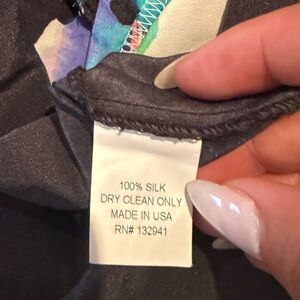 100% SILK
DRY CLEAN ONLY
MADE IN USA
RN# 132941